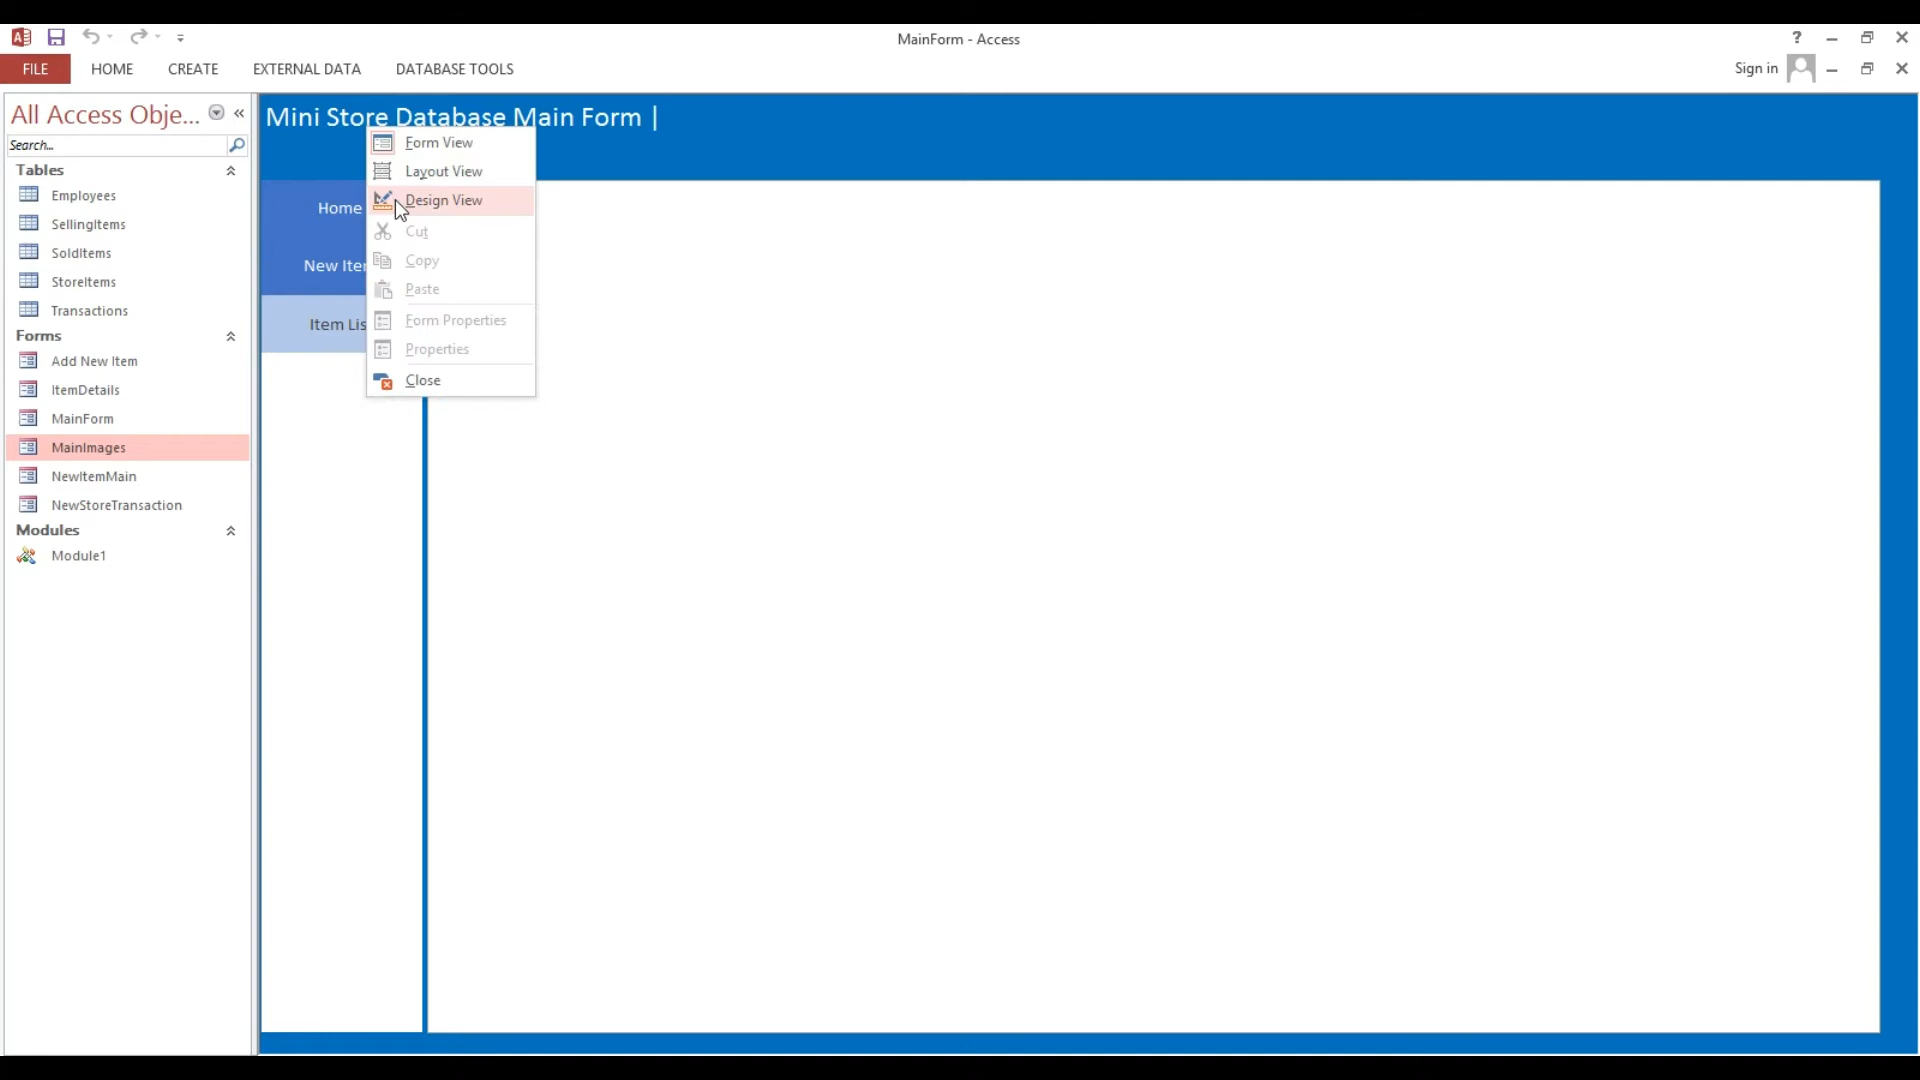 MainForm - Access
?
FILE
HOME
CREATE
EXTERNAL DATA
DATABASE TOOLS
Sign in
All Access Obje... «
Search...
Tables
Employees
SellingItems
SoldItems
StoreItems
Transactions
Forms
Add New Item
ItemDetails
MainForm
MainImages
NewItemMain
NewStoreTransaction
Modules
Module1
Mini Store Database Main Form |
Home
New Iter
Item Lis
Form View
Layout View
Design View
Cut
Copy
Paste
Form Properties
Properties
Close